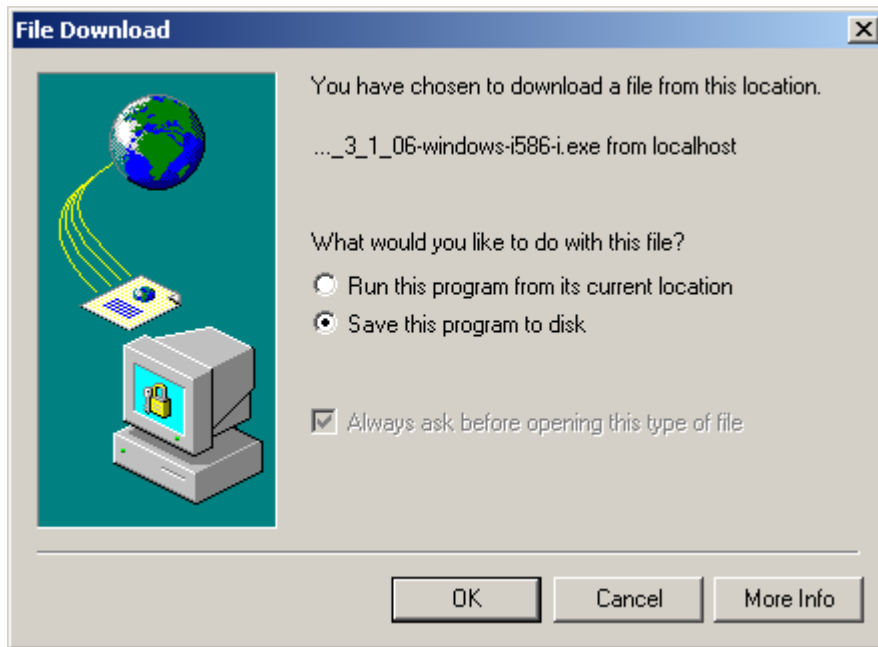 File Download
You have chosen to download a file from this location.
..._3_1_06-windows-i586-i.exe from localhost
What would you like to do with this file?
Run this program from its current location
Save this program to disk
Always ask before opening this type of file
OK
Cancel
More Info